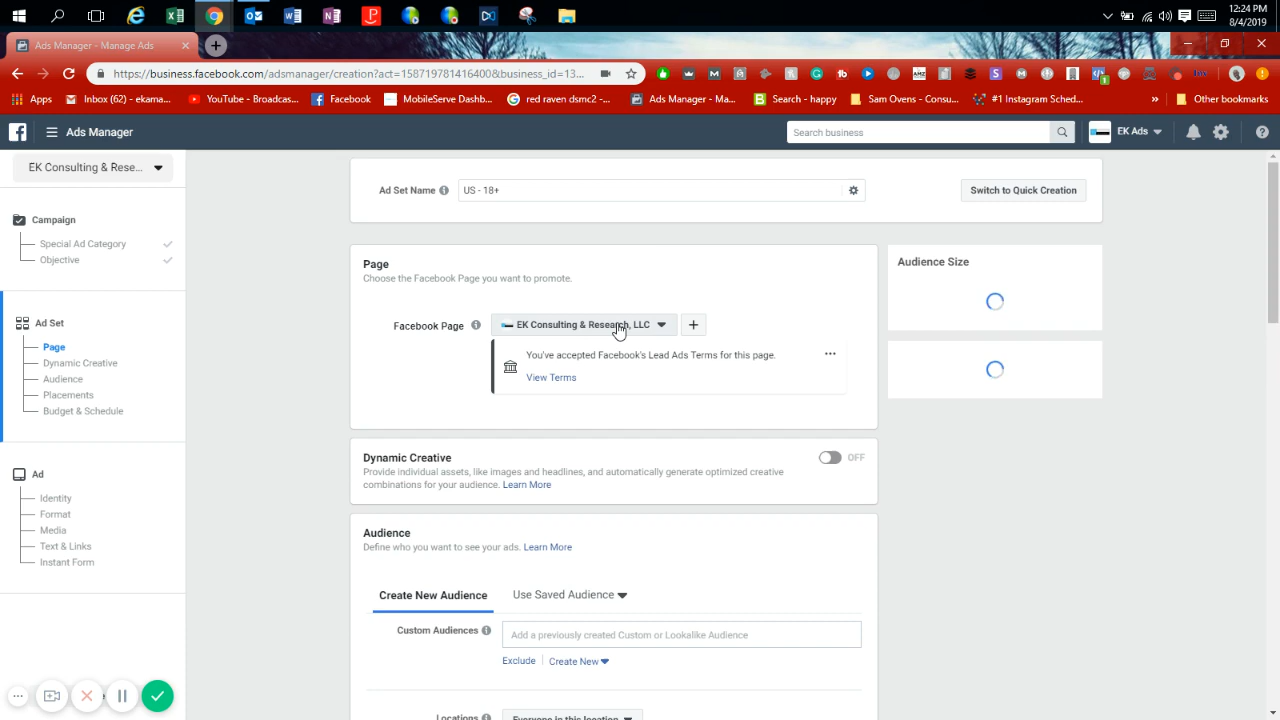 12:24 PM
8/4/2019
Ads Manager - Manage Ads
https://business.facebook.com/adsmanager/creation?act=1587197814164008&business_id=13...
Apps
Inbox (62) - ekama...
YouTube - Broadcas...
Facebook
MobileServe Dashb...
red raven dsmc2 -...
Ads Manager - Ma...
Search - happy
Sam Ovens - Consu...
#1 Instagram Sched...
Other bookmarks
Ads Manager
Search business
EK Ads
EK Consulting & Rese...
Ad Set Name
US - 18+
Switch to Quick Creation
Campaign
Special Ad Category
Objective
Ad Set
Page
Dynamic Creative
Audience
Placements
Budget & Schedule
Ad
Identity
Format
Media
Text & Links
Instant Form
Page
Choose the Facebook Page you want to promote.
Facebook Page
EK Consulting & Research, LLC
You've accepted Facebook's Lead Ads Terms for this page.
View Terms
Audience Size
Dynamic Creative
OFF
Provide individual assets, like images and headlines, and automatically generate optimized creative
combinations for your audience. Learn More
Audience
Define who you want to see your ads. Learn More
Create New Audience
Use Saved Audience
Custom Audiences
Add a previously created Custom or Lookalike Audience
Exclude
Create New
Locations
Everyone in this location